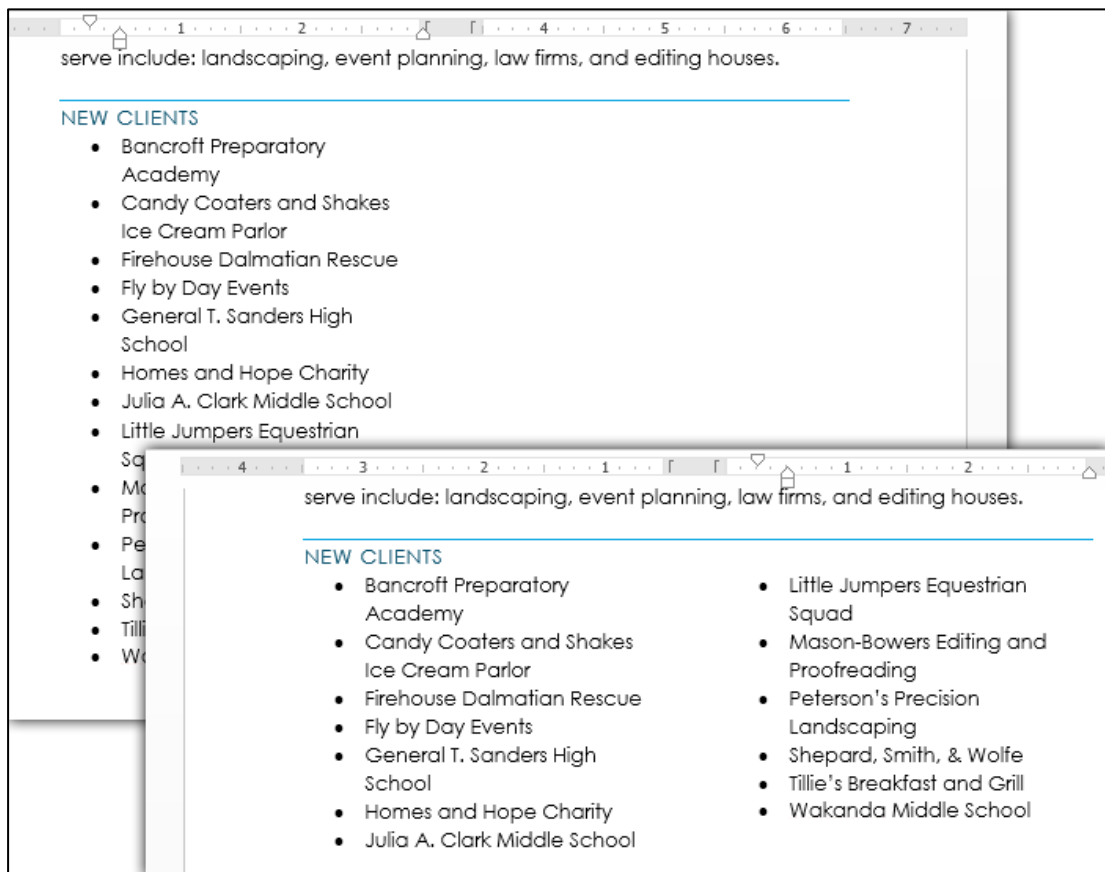 1 2 4 5 6 7
serve include: landscaping, event planning, law firms, and editing houses.
NEW CLIENTS
• Bancroft Preparatory
Academy
• Candy Coaters and Shakes
Ice Cream Parlor
• Firehouse Dalmatian Rescue
• Fly by Day Events
• General T. Sanders High
School
• Homes and Hope Charity
• Julia A. Clark Middle School
• Little Jumpers Equestrian
4 3 2 1 1 2
serve include: landscaping, event planning, law firms, and editing houses.
NEW CLIENTS
• Bancroft Preparatory
Academy
• Candy Coaters and Shakes
Ice Cream Parlor
• Firehouse Dalmatian Rescue
• Fly by Day Events
• General T. Sanders High
School
• Homes and Hope Charity
• Julia A. Clark Middle School
• Little Jumpers Equestrian
Squad
• Mason-Bowers Editing and
Proofreading
• Peterson’s Precision
Landscaping
• Shepard, Smith, & Wolfe
• Tillie’s Breakfast and Grill
• Wakanda Middle School